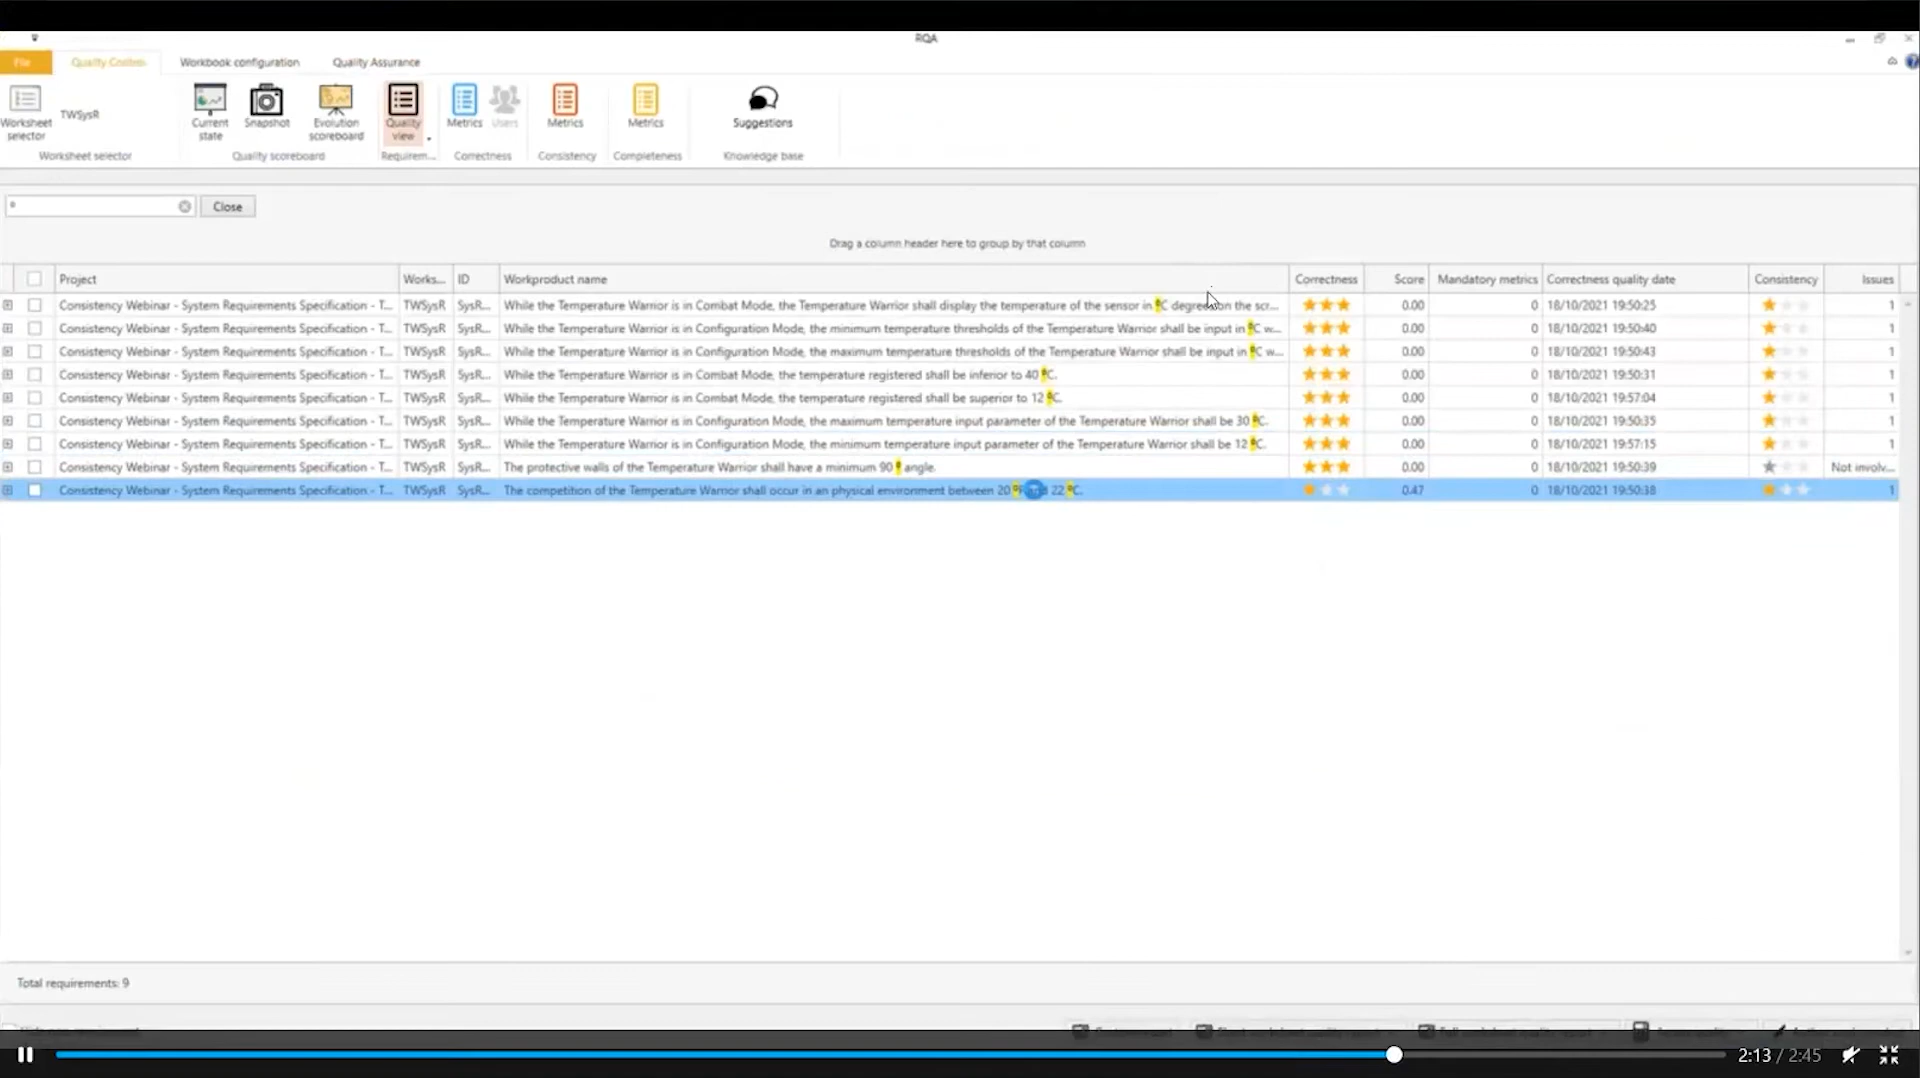 RQA
File Quality Control Workbook configuration Quality Assurance
Worksheet selector TWSysR Current state Snapshot Evolution scoreboard Quality view Metrics Users Metrics Metrics Suggestions
Worksheet selector Quality scoreboard Requirem... Correctness Consistency Completeness Knowledge base
º Close
Drag a column header here to group by that column
Project Works... ID Workproduct name Correctness Score Mandatory metrics Correctness quality date Consistency Issues
Consistency Webinar - System Requirements Specification - T... TWSysR SysR... While the Temperature Warrior is in Combat Mode, the Temperature Warrior shall display the temperature of the sensor in ºC degrees on the scr... 0.00 0 18/10/2021 19:50:25 1
Consistency Webinar - System Requirements Specification - T... TWSysR SysR... While the Temperature Warrior is in Configuration Mode, the minimum temperature thresholds of the Temperature Warrior shall be input in ºC w... 0.00 0 18/10/2021 19:50:40 1
Consistency Webinar - System Requirements Specification - T... TWSysR SysR... While the Temperature Warrior is in Configuration Mode, the maximum temperature thresholds of the Temperature Warrior shall be input in ºC w... 0.00 0 18/10/2021 19:50:43 1
Consistency Webinar - System Requirements Specification - T... TWSysR SysR... While the Temperature Warrior is in Combat Mode, the temperature registered shall be inferior to 40 ºC. 0.00 0 18/10/2021 19:50:31 1
Consistency Webinar - System Requirements Specification - T... TWSysR SysR... While the Temperature Warrior is in Combat Mode, the temperature registered shall be superior to 12 ºC. 0.00 0 18/10/2021 19:57:04 1
Consistency Webinar - System Requirements Specification - T... TWSysR SysR... While the Temperature Warrior is in Configuration Mode, the maximum temperature input parameter of the Temperature Warrior shall be 30 ºC. 0.00 0 18/10/2021 19:50:35 1
Consistency Webinar - System Requirements Specification - T... TWSysR SysR... While the Temperature Warrior is in Configuration Mode, the minimum temperature input parameter of the Temperature Warrior shall be 12 ºC. 0.00 0 18/10/2021 19:57:15 1
Consistency Webinar - System Requirements Specification - T... TWSysR SysR... The protective walls of the Temperature Warrior shall have a minimum 90 º angle. 0.00 0 18/10/2021 19:50:39 Not involv...
Consistency Webinar - System Requirements Specification - T... TWSysR SysR... The competition of the Temperature Warrior shall occur in an physical environment between 20 ºF and 22 ºC. 0.47 0 18/10/2021 19:50:38 1
Total requirements: 9
2:13 / 2:45